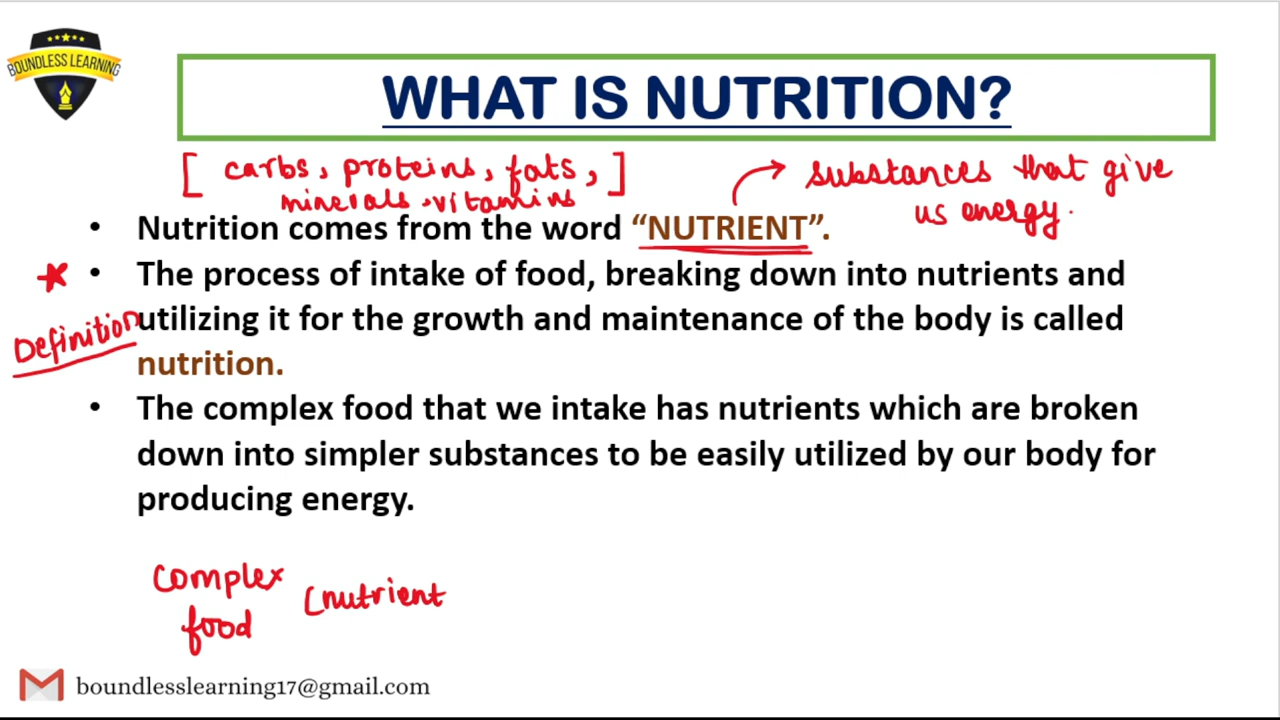 BOUNDLESS LEARNING
WHAT IS NUTRITION?
[ carbs, proteins, fats, ]
minerals, vitamins
substances that give
us energy.
• Nutrition comes from the word “NUTRIENT”.
• The process of intake of food, breaking down into nutrients and
utilizing it for the growth and maintenance of the body is called
nutrition.
Definition
• The complex food that we intake has nutrients which are broken
down into simpler substances to be easily utilized by our body for
producing energy.
complex
food
(nutrient
boundlesslearning17@gmail.com